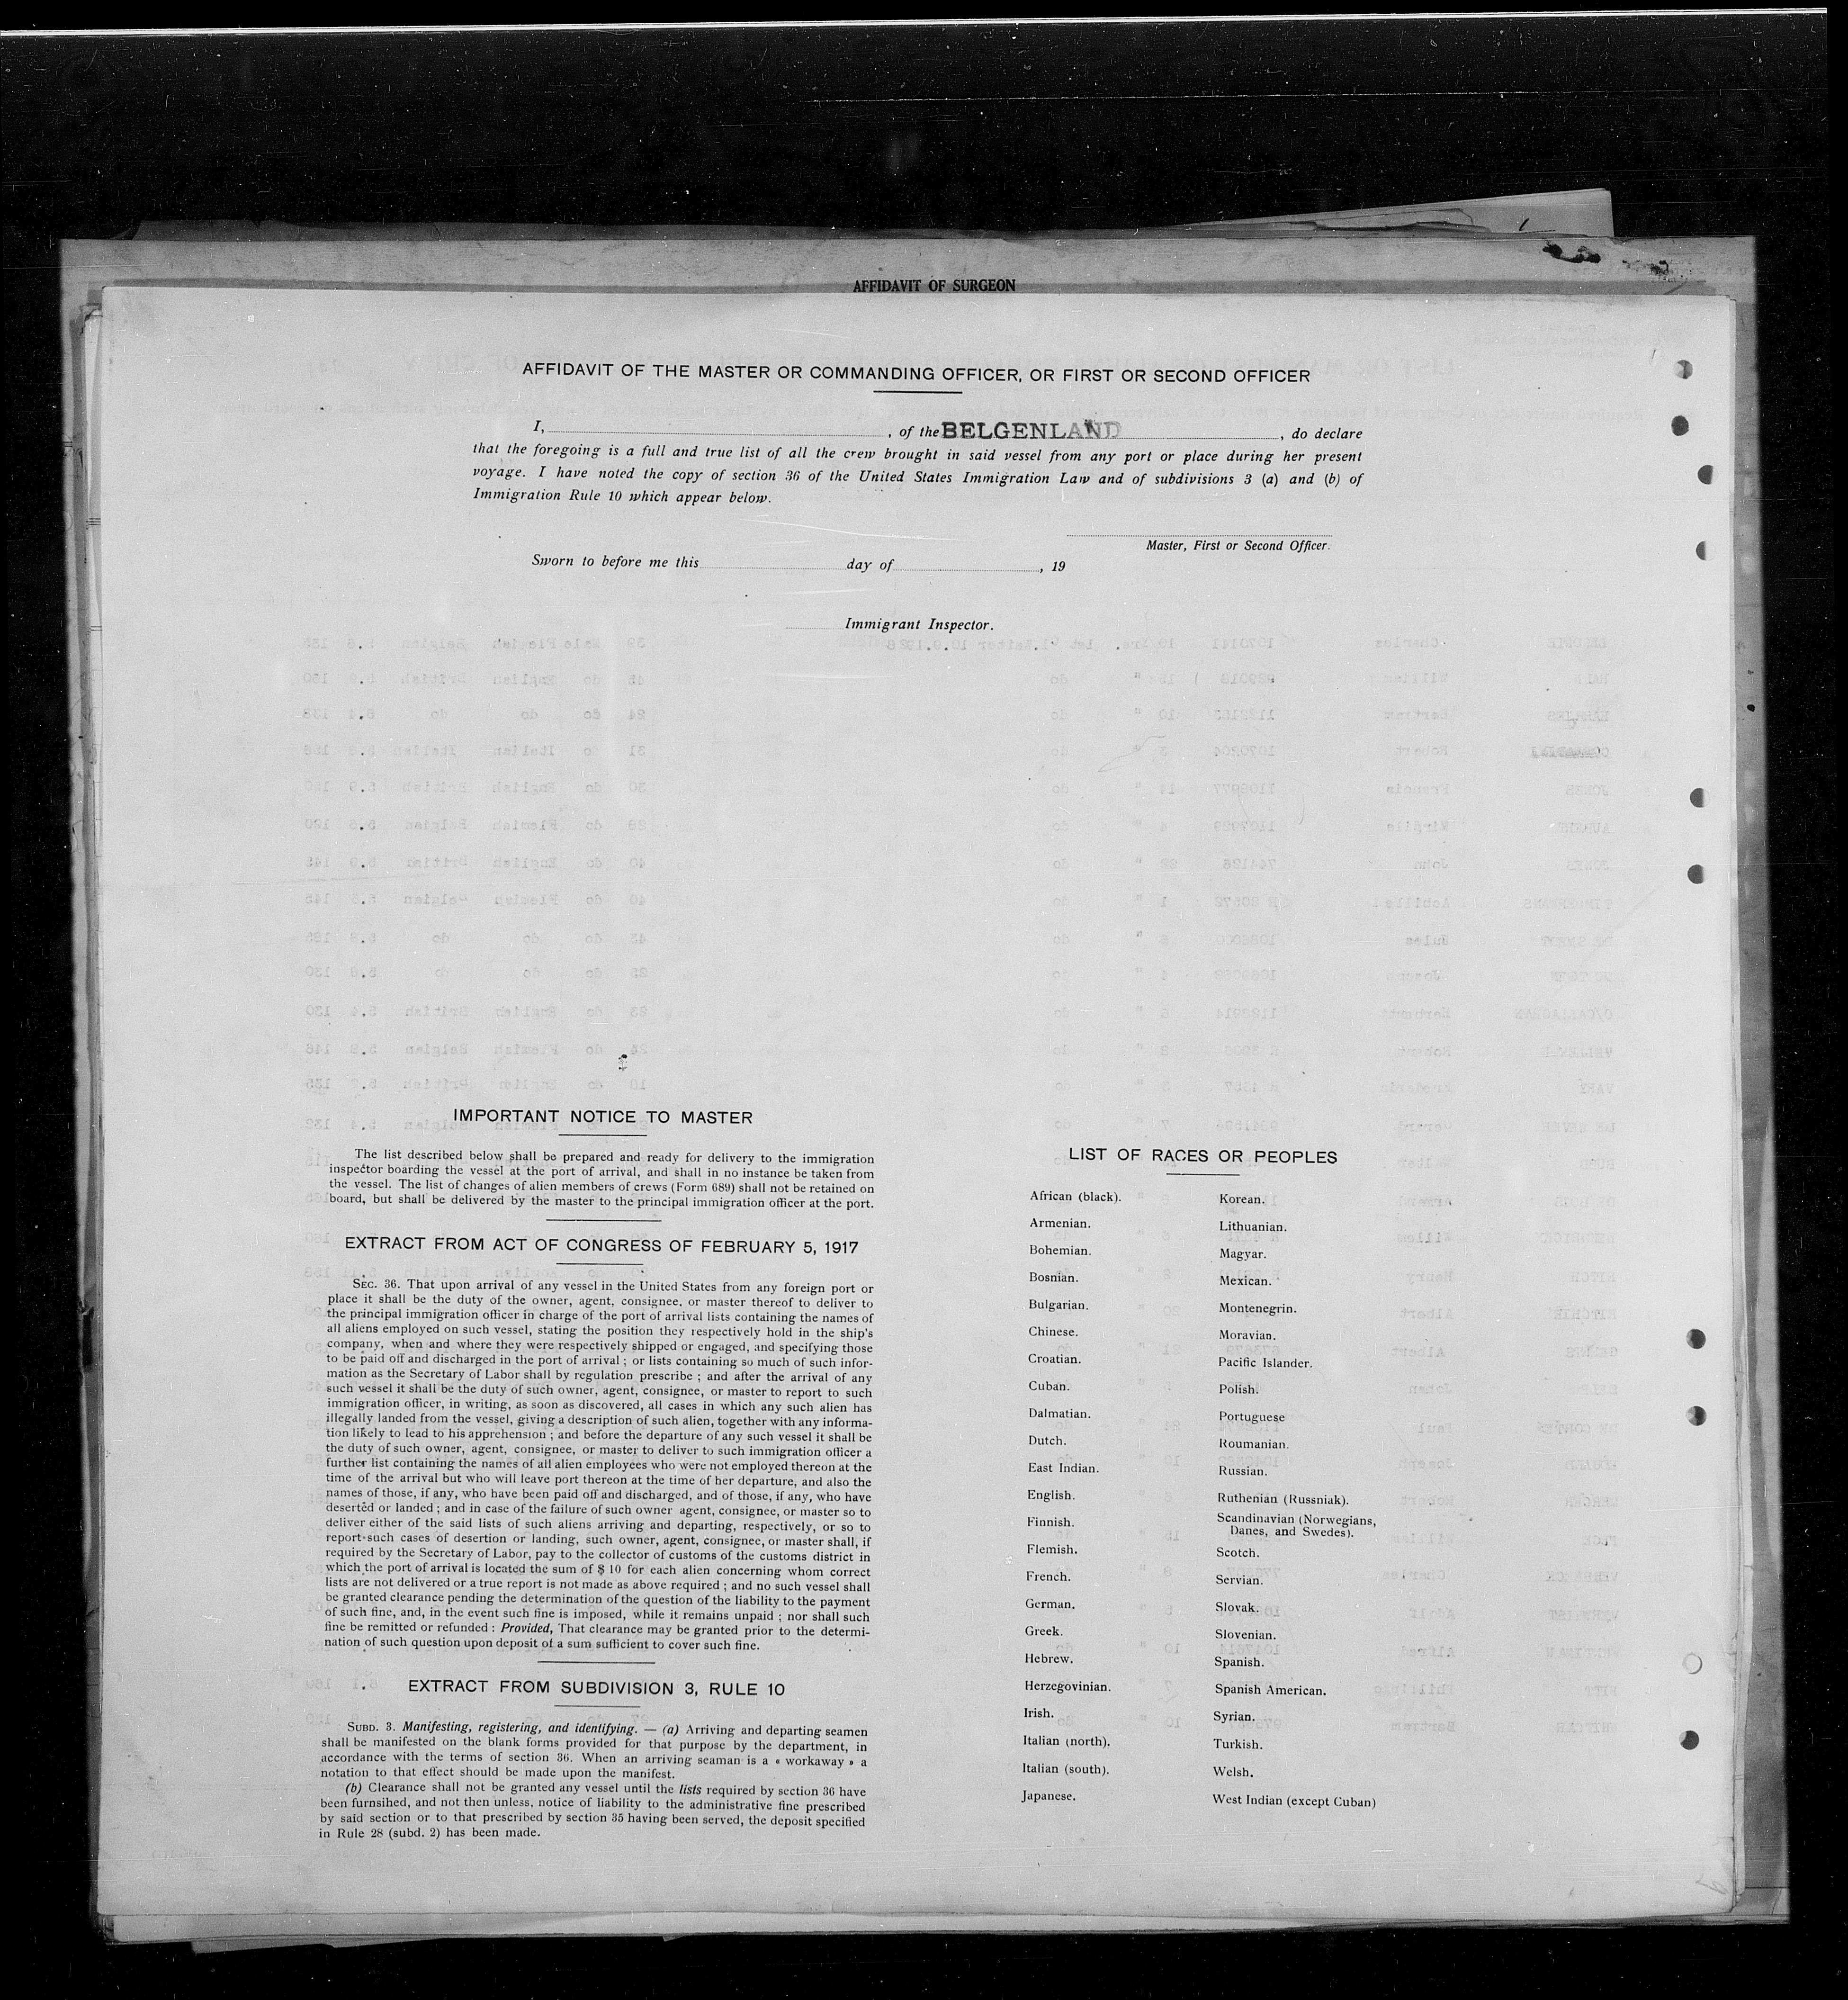 AFFIDAVIT OF SURGEON
AFFIDAVIT OF THE MASTER OR COMMANDING OFFICER, OR FIRST OR SECOND OFFICER
I, , of the BELGENLAND , do declare
that the foregoing is a full and true list of all the crew brought in said vessel from any port or place during her present
voyage. I have noted the copy of section 36 of the United States Immigration Law and of subdivisions 3 (a) and (b) of
Immigration Rule 10 which appear below.
Master, First or Second Officer.
Sworn to before me this day of , 19
Immigrant Inspector.
IMPORTANT NOTICE TO MASTER
The list described below shall be prepared and ready for delivery to the immigration
inspector boarding the vessel at the port of arrival, and shall in no instance be taken from
the vessel. The list of changes of alien members of crews (Form 689) shall not be retained on
board, but shall be delivered by the master to the principal immigration officer at the port.
EXTRACT FROM ACT OF CONGRESS OF FEBRUARY 5, 1917
SEC. 36. That upon arrival of any vessel in the United States from any foreign port or
place it shall be the duty of the owner, agent, consignee, or master thereof to deliver to
the principal immigration officer in charge of the port of arrival lists containing the names of
all aliens employed on such vessel, stating the position they respectively hold in the ship's
company, when and where they were respectively shipped or engaged, and specifying those
to be paid off and discharged in the port of arrival ; or lists containing so much of such infor-
mation as the Secretary of Labor shall by regulation prescribe ; and after the arrival of any
such vessel it shall be the duty of such owner, agent, consignee, or master to report to such
immigration officer, in writing, as soon as discovered, all cases in which any such alien has
illegally landed from the vessel, giving a description of such alien, together with any informa-
tion likely to lead to his apprehension ; and before the departure of any such vessel it shall be
the duty of such owner, agent, consignee, or master to deliver to such immigration officer a
further list containing the names of all alien employees who were not employed thereon at the
time of the arrival but who will leave port thereon at the time of her departure, and also the
names of those, if any, who have been paid off and discharged, and of those, if any, who have
deserted or landed ; and in case of the failure of such owner agent, consignee, or master so to
deliver either of the said lists of such aliens arriving and departing, respectively, or so to
report such cases of desertion or landing, such owner, agent, consignee, or master shall, if
required by the Secretary of Labor, pay to the collector of customs of the customs district in
which the port of arrival is located the sum of $ 10 for each alien concerning whom correct
lists are not delivered or a true report is not made as above required ; and no such vessel shall
be granted clearance pending the determination of the question of the liability to the payment
of such fine, and, in the event such fine is imposed, while it remains unpaid ; nor shall such
fine be remitted or refunded : Provided, That clearance may be granted prior to the determi-
nation of such question upon deposit of a sum sufficient to cover such fine.
EXTRACT FROM SUBDIVISION 3, RULE 10
SUBD. 3. Manifesting, registering, and identifying. — (a) Arriving and departing seamen
shall be manifested on the blank forms provided for that purpose by the department, in
accordance with the terms of section 36. When an arriving seaman is a « workaway » a
notation to that effect should be made upon the manifest.
(b) Clearance shall not be granted any vessel until the lists required by section 36 have
been furnsihed, and not then unless, notice of liability to the administrative fine prescribed
by said section or to that prescribed by section 35 having been served, the deposit specified
in Rule 28 (subd. 2) has been made.
LIST OF RACES OR PEOPLES
African (black).
Armenian.
Bohemian.
Bosnian.
Bulgarian.
Chinese.
Croatian.
Cuban.
Dalmatian.
Dutch.
East Indian.
English.
Finnish.
Flemish.
French.
German.
Greek.
Hebrew.
Herzegovinian.
Irish.
Italian (north).
Italian (south).
Japanese.
Korean.
Lithuanian.
Magyar.
Mexican.
Montenegrin.
Moravian.
Pacific Islander.
Polish.
Portuguese
Roumanian.
Russian.
Ruthenian (Russniak).
Scandinavian (Norwegians,
Danes, and Swedes).
Scotch.
Servian.
Slovak.
Slovenian.
Spanish.
Spanish American.
Syrian.
Turkish.
Welsh.
West Indian (except Cuban)